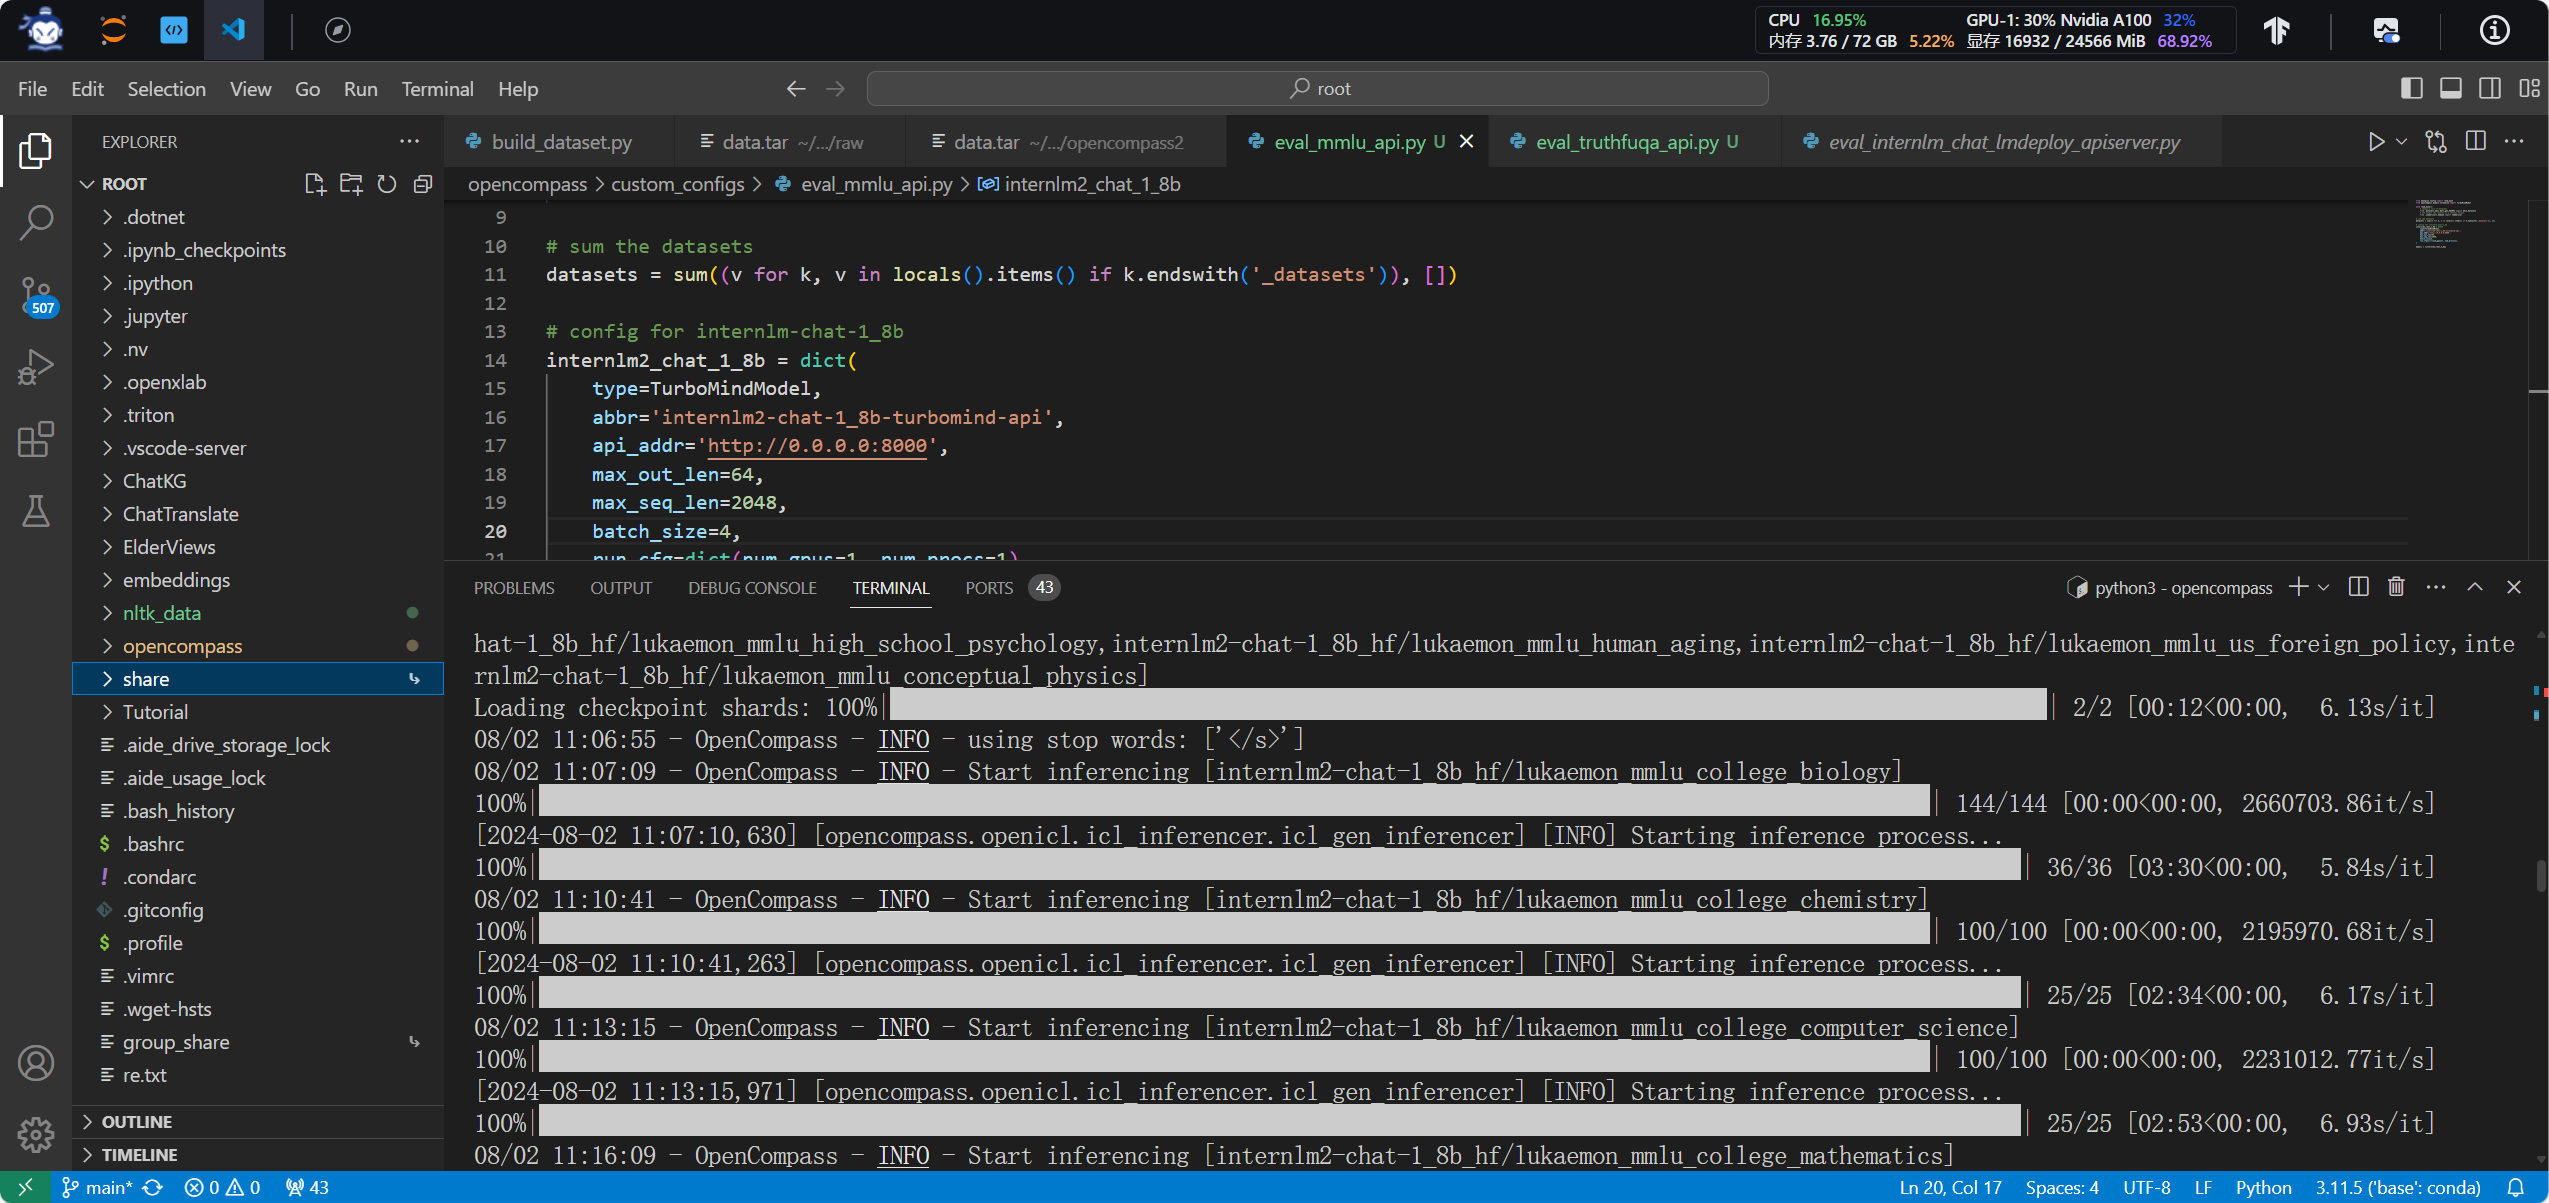 CPU 16.95% GPU-1: 30% Nvidia A100 32%
内存 3.76 / 72 GB 5.22% 显存 16932 / 24566 MiB 68.92%
File Edit Selection View Go Run Terminal Help
root
EXPLORER
build_dataset.py
data.tar ~/.../raw
data.tar ~/.../opencompass2
eval_mmlu_api.py U
eval_truthfuqa_api.py U
eval_internlm_chat_lmdeploy_apiserver.py
ROOT
opencompass > custom_configs > eval_mmlu_api.py > internlm2_chat_1_8b
.dotnet
.ipynb_checkpoints
.ipython
.jupyter
.nv
.openxlab
.triton
.vscode-server
ChatKG
ChatTranslate
ElderViews
embeddings
nltk_data
opencompass
share
Tutorial
.aide_drive_storage_lock
.aide_usage_lock
.bash_history
.bashrc
.condarc
.gitconfig
.profile
.vimrc
.wget-hsts
group_share
re.txt
OUTLINE
TIMELINE
507
9
10 # sum the datasets
11 datasets = sum((v for k, v in locals().items() if k.endswith('_datasets')), [])
12
13 # config for internlm-chat-1_8b
14 internlm2_chat_1_8b = dict(
15 type=TurboMindModel,
16 abbr='internlm2-chat-1_8b-turbomind-api',
17 api_addr='http://0.0.0.0:8000',
18 max_out_len=64,
19 max_seq_len=2048,
20 batch_size=4,
21 run_cfg=dict(num_gpus=1, num_procs=1)
PROBLEMS OUTPUT DEBUG CONSOLE TERMINAL PORTS 43
python3 - opencompass
hat-1_8b_hf/lukaemon_mmlu_high_school_psychology,internlm2-chat-1_8b_hf/lukaemon_mmlu_human_aging,internlm2-chat-1_8b_hf/lukaemon_mmlu_us_foreign_policy,inte
rnlm2-chat-1_8b_hf/lukaemon_mmlu_conceptual_physics]
Loading checkpoint shards: 100%| | 2/2 [00:12<00:00, 6.13s/it]
08/02 11:06:55 - OpenCompass - INFO - using stop words: ['</s>']
08/02 11:07:09 - OpenCompass - INFO - Start inferencing [internlm2-chat-1_8b_hf/lukaemon_mmlu_college_biology]
100%| | 144/144 [00:00<00:00, 2660703.86it/s]
[2024-08-02 11:07:10,630] [opencompass.openicl.icl_inferencer.icl_gen_inferencer] [INFO] Starting inference process...
100%| | 36/36 [03:30<00:00, 5.84s/it]
08/02 11:10:41 - OpenCompass - INFO - Start inferencing [internlm2-chat-1_8b_hf/lukaemon_mmlu_college_chemistry]
100%| | 100/100 [00:00<00:00, 2195970.68it/s]
[2024-08-02 11:10:41,263] [opencompass.openicl.icl_inferencer.icl_gen_inferencer] [INFO] Starting inference process...
100%| | 25/25 [02:34<00:00, 6.17s/it]
08/02 11:13:15 - OpenCompass - INFO - Start inferencing [internlm2-chat-1_8b_hf/lukaemon_mmlu_college_computer_science]
100%| | 100/100 [00:00<00:00, 2231012.77it/s]
[2024-08-02 11:13:15,971] [opencompass.openicl.icl_inferencer.icl_gen_inferencer] [INFO] Starting inference process...
100%| | 25/25 [02:53<00:00, 6.93s/it]
08/02 11:16:09 - OpenCompass - INFO - Start inferencing [internlm2-chat-1_8b_hf/lukaemon_mmlu_college_mathematics]
main* 0 0 43
Ln 20, Col 17 Spaces: 4 UTF-8 LF Python 3.11.5 ('base': conda)